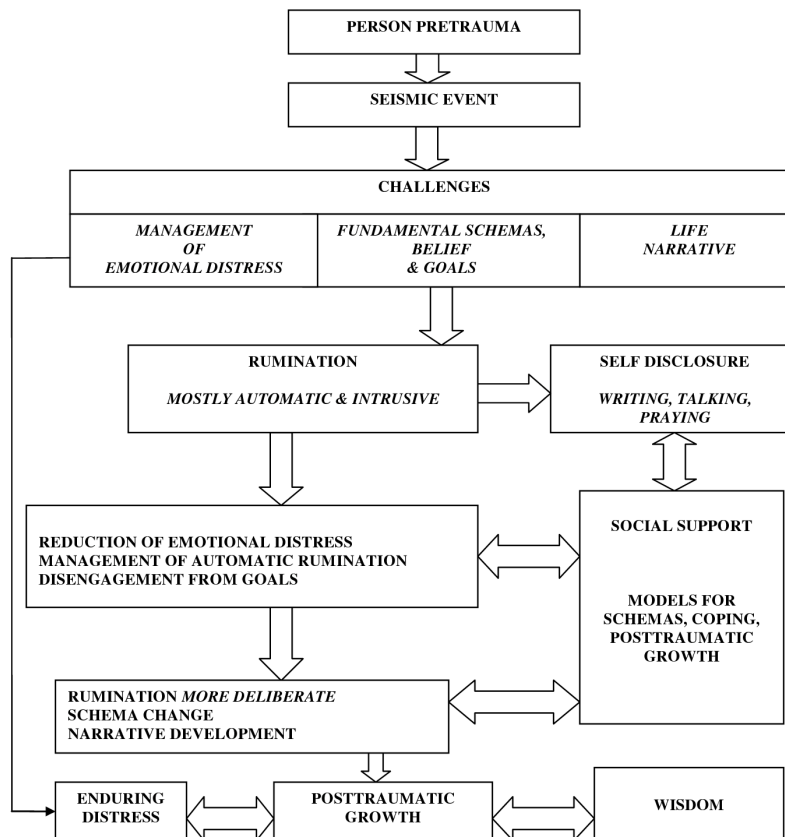 PERSON PRETRAUMA
SEISMIC EVENT
CHALLENGES
MANAGEMENT
OF
EMOTIONAL DISTRESS
FUNDAMENTAL SCHEMAS,
BELIEF
& GOALS
LIFE
NARRATIVE
RUMINATION
MOSTLY AUTOMATIC & INTRUSIVE
SELF DISCLOSURE
WRITING, TALKING,
PRAYING
REDUCTION OF EMOTIONAL DISTRESS
MANAGEMENT OF AUTOMATIC RUMINATION
DISENGAGEMENT FROM GOALS
SOCIAL SUPPORT
MODELS FOR
SCHEMAS, COPING,
POSTTRAUMATIC
GROWTH
RUMINATION MORE DELIBERATE
SCHEMA CHANGE
NARRATIVE DEVELOPMENT
ENDURING
DISTRESS
POSTTRAUMATIC
GROWTH
WISDOM